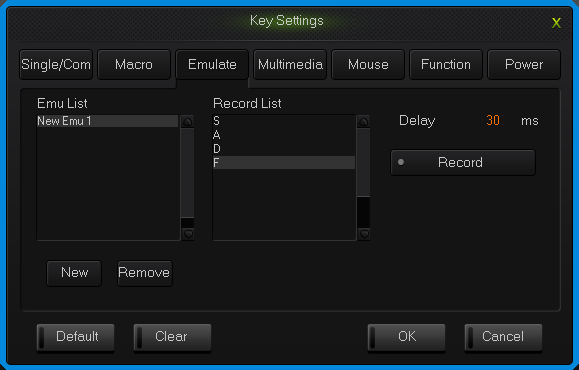 Key Settings X
Single/Com Macro Emulate Multimedia Mouse Function Power
Emu List Record List
New Emu 1 S
A
D
F
Delay 30 ms
Record
New Remove
Default Clear OK Cancel